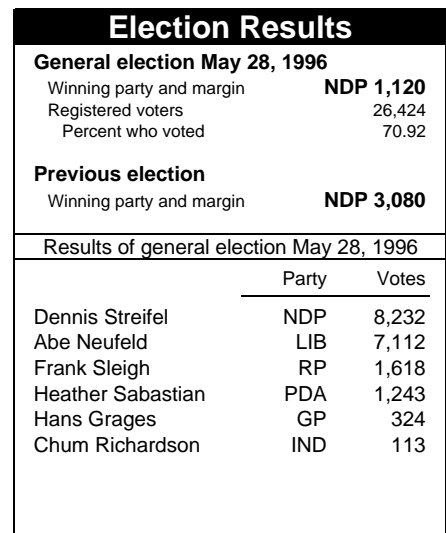 Election Results
General election May 28, 1996
Winning party and margin NDP 1,120
Registered voters 26,424
Percent who voted 70.92
Previous election
Winning party and margin NDP 3,080
Results of general election May 28, 1996
Party Votes
Dennis Streifel NDP 8,232
Abe Neufeld LIB 7,112
Frank Sleigh RP 1,618
Heather Sabastian PDA 1,243
Hans Grages GP 324
Chum Richardson IND 113